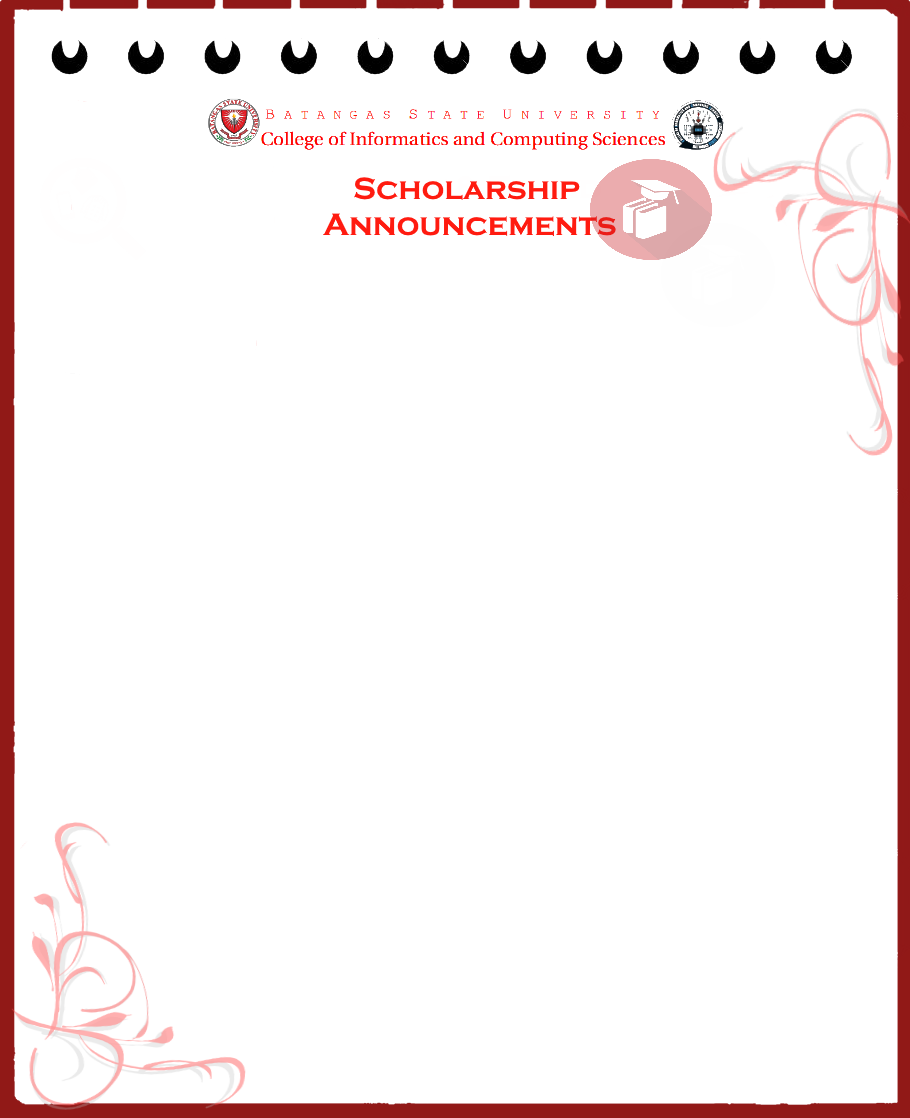 BATANGAS STATE UNIVERSITY
College of Informatics and Computing Sciences
SCHOLARSHIP
ANNOUNCEMENTS